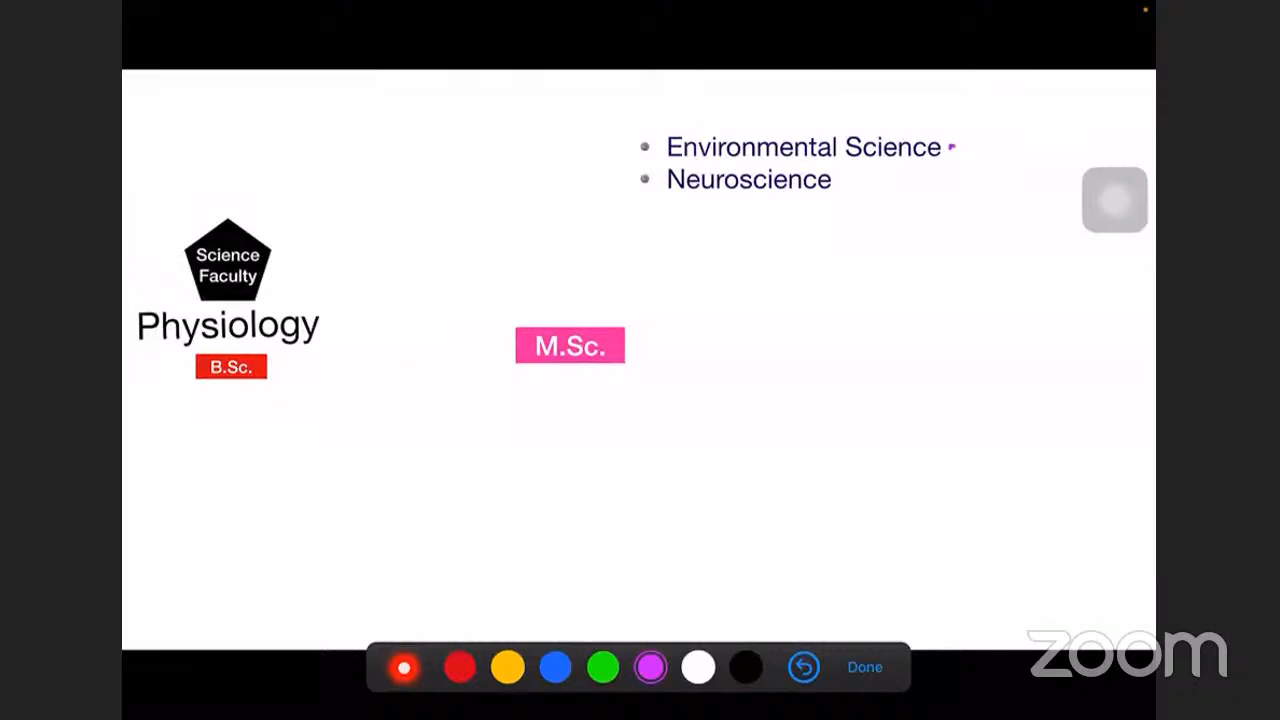 • Environmental Science
• Neuroscience
Science
Faculty
Physiology
B.Sc.
M.Sc.
Done
zoom